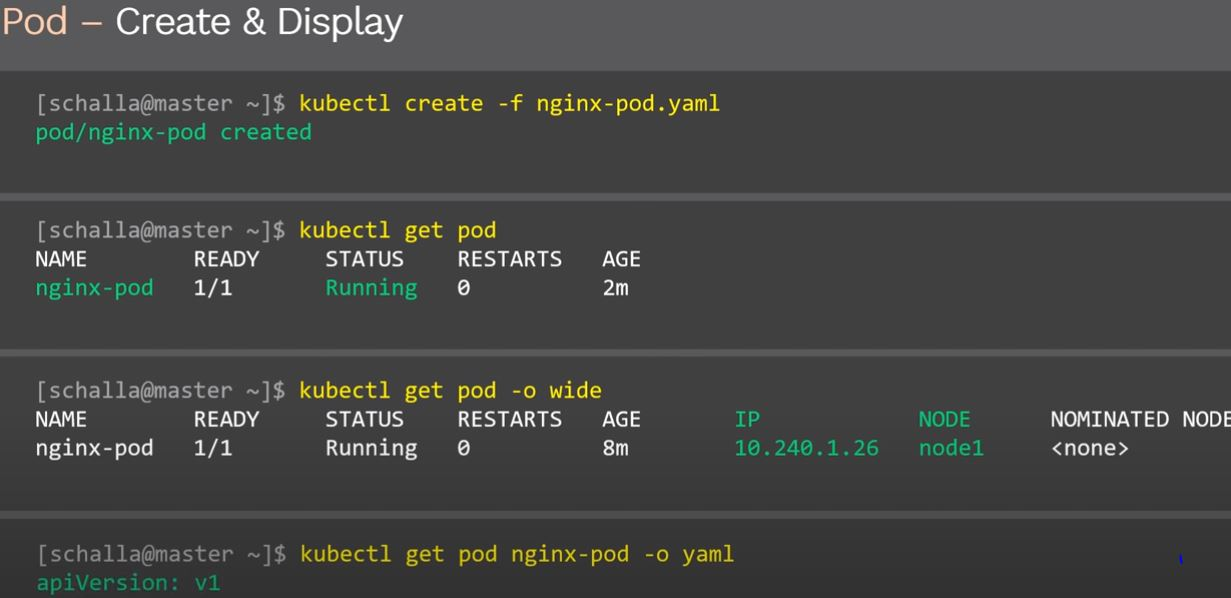 Pod – Create & Display
[schalla@master ~]$ kubectl create -f nginx-pod.yaml
pod/nginx-pod created
[schalla@master ~]$ kubectl get pod
NAME READY STATUS RESTARTS AGE
nginx-pod 1/1 Running 0 2m
[schalla@master ~]$ kubectl get pod -o wide
NAME READY STATUS RESTARTS AGE IP NODE NOMINATED NODE
nginx-pod 1/1 Running 0 8m 10.240.1.26 node1 <none>
[schalla@master ~]$ kubectl get pod nginx-pod -o yaml
apiVersion: v1